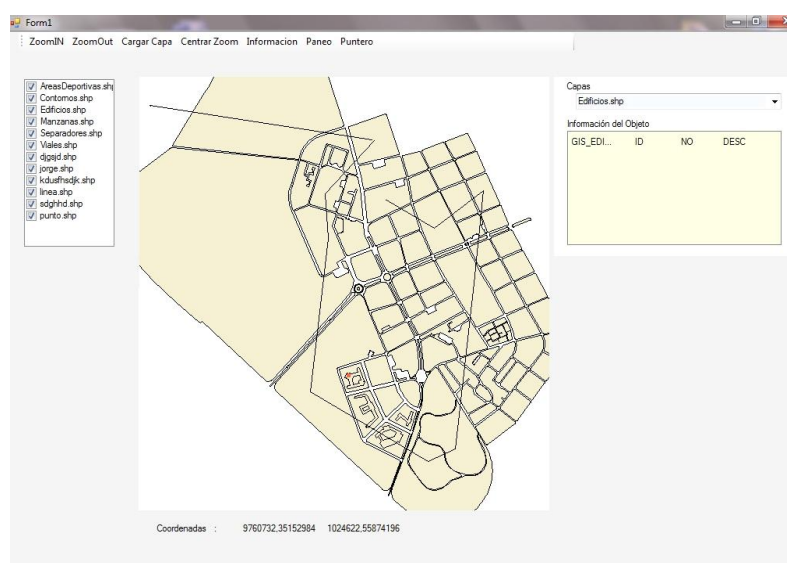 Form1
ZoomIN ZoomOut Cargar Capa Centrar Zoom Informacion Paneo Puntero
AreasDeportivas.shp
Contornos.shp
Edificios.shp
Manzanas.shp
Separadores.shp
Viales.shp
djgsjd.shp
jorge.shp
kdusfhsdjk.shp
linea.shp
sdghhd.shp
punto.shp
Capas
Edificios.shp
Información del Objeto
GIS_EDI... ID NO DESC
Coordenadas : 9760732,35152984 1024622,55874196